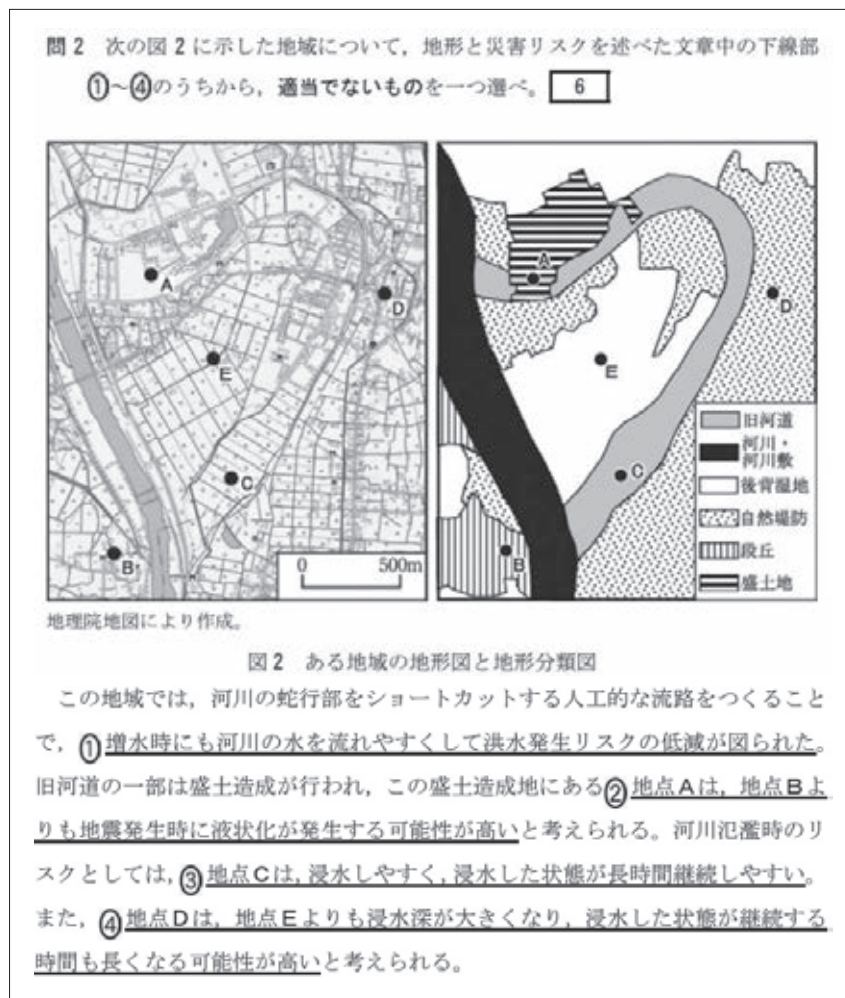 問2 次の図2に示した地域について，地形と災害リスクを述べた文章中の下線部
①～④のうちから，適当でないものを一つ選べ。 6
A
D
E
C
B
0 500m
A
D
E
C
B
旧河道
河川・
河川敷
後背湿地
自然堤防
段丘
盛土地
地理院地図により作成。
図2 ある地域の地形図と地形分類図
この地域では，河川の蛇行部をショートカットする人工的な流路をつくること
で，①増水時にも河川の水を流れやすくして洪水発生リスクの低減が図られた。
旧河道の一部は盛土造成が行われ，この盛土造成地にある②地点Aは，地点Bよ
りも地震発生時に液状化が発生する可能性が高いと考えられる。河川氾濫時のリ
スクとしては，③地点Cは，浸水しやすく，浸水した状態が長時間継続しやすい。
また，④地点Dは，地点Eよりも浸水深が大きくなり，浸水した状態が継続する
時間も長くなる可能性が高いと考えられる。